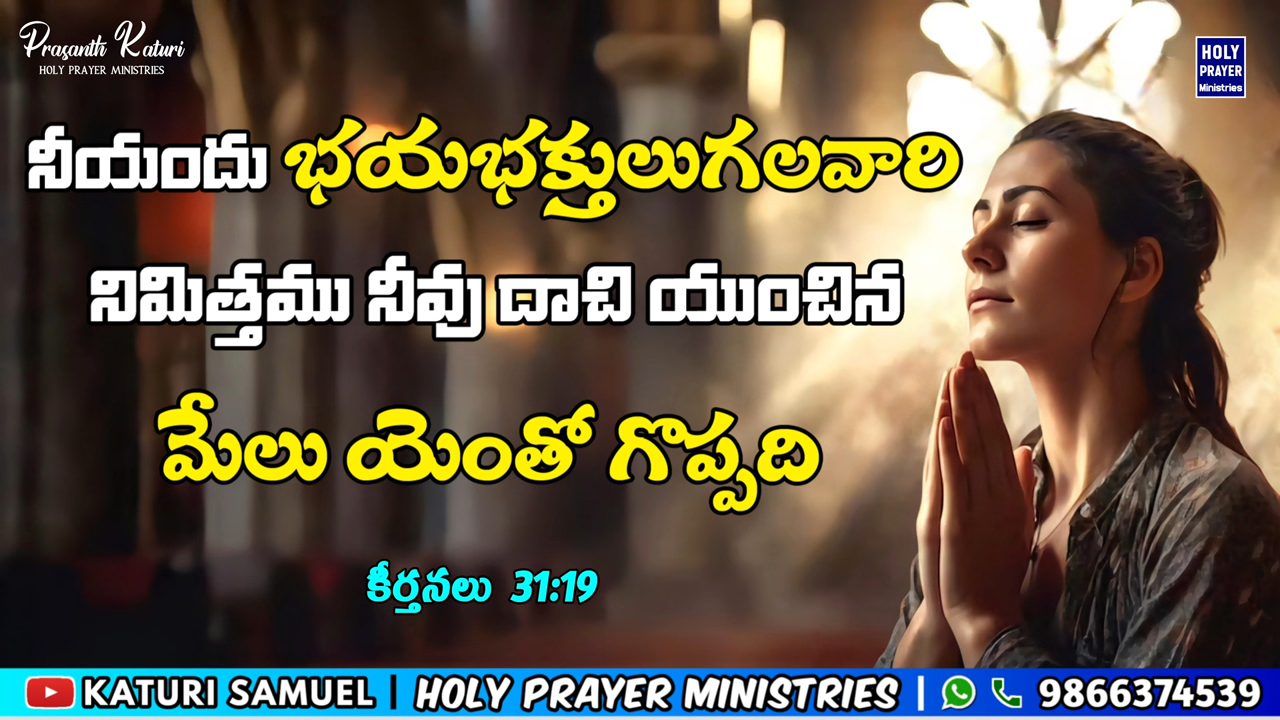 Prasanth Katuri
HOLY PRAYER MINISTRIES
HOLY
PRAYER
Ministries
నీయందు భయభక్తులుగలవారి
నిమిత్తము నీవు దాచి యుంచిన
మేలు యెంతో గొప్పది
కీర్తనలు 31:19
KATURI SAMUEL | HOLY PRAYER MINISTRIES | 9866374539